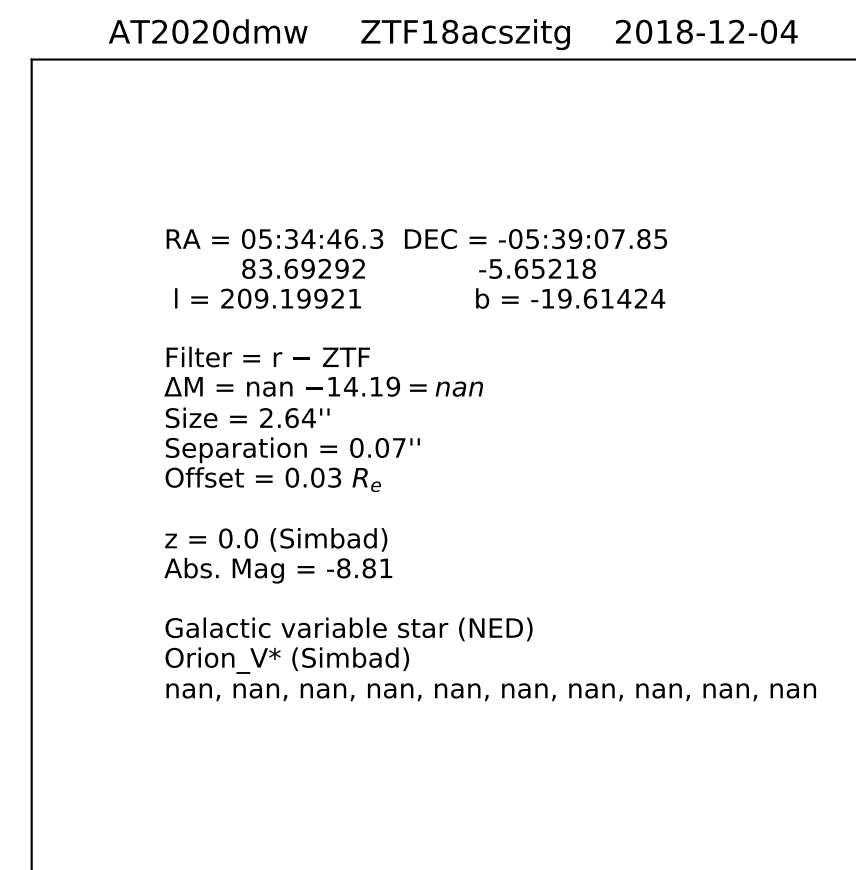 AT2020dmw ZTF18acszitg 2018-12-04
RA = 05:34:46.3 DEC = -05:39:07.85
83.69292 -5.65218
l = 209.19921 b = -19.61424
Filter = r − ZTF
ΔM = nan −14.19 = nan
Size = 2.64''
Separation = 0.07''
Offset = 0.03 Re
z = 0.0 (Simbad)
Abs. Mag = -8.81
Galactic variable star (NED)
Orion_V* (Simbad)
nan, nan, nan, nan, nan, nan, nan, nan, nan, nan